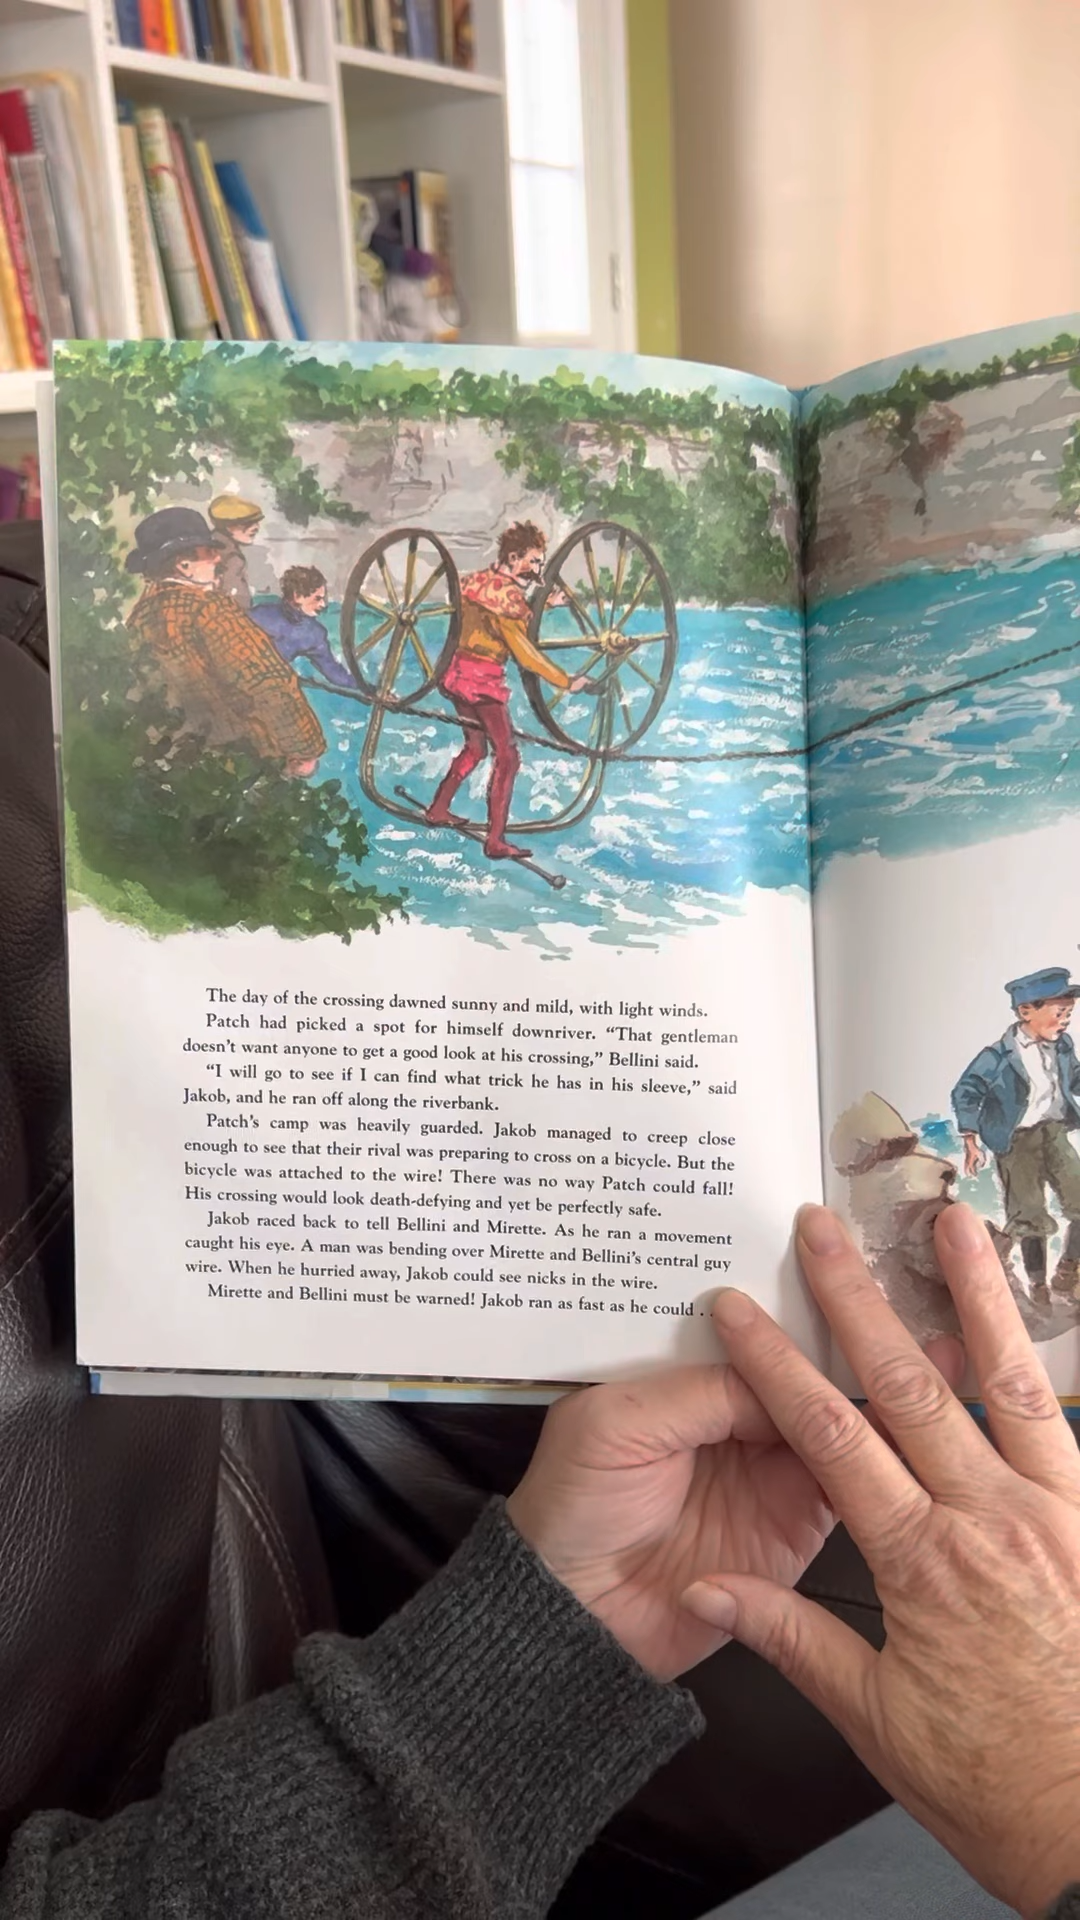 The day of the crossing dawned sunny and mild, with light winds.
Patch had picked a spot for himself downriver. “That gentleman
doesn’t want anyone to get a good look at his crossing,” Bellini said.
“I will go to see if I can find what trick he has in his sleeve,” said
Jakob, and he ran off along the riverbank.
Patch’s camp was heavily guarded. Jakob managed to creep close
enough to see that their rival was preparing to cross on a bicycle. But the
bicycle was attached to the wire! There was no way Patch could fall!
His crossing would look death-defying and yet be perfectly safe.
Jakob raced back to tell Bellini and Mirette. As he ran a movement
caught his eye. A man was bending over Mirette and Bellini’s central guy
wire. When he hurried away, Jakob could see nicks in the wire.
Mirette and Bellini must be warned! Jakob ran as fast as he could . .